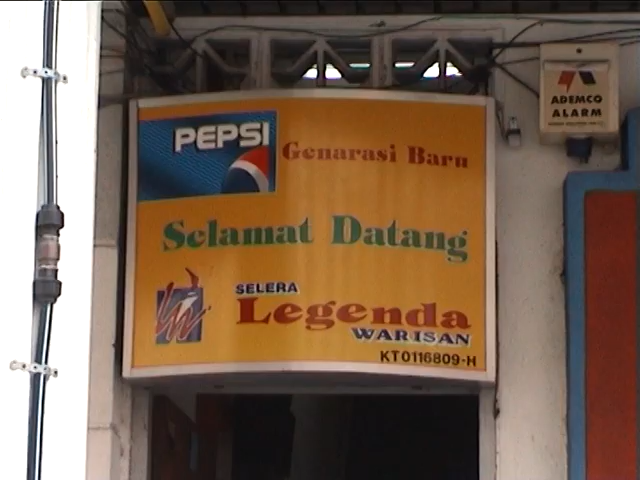 PEPSI
Genarasi Baru
Selamat Datang
SELERA
Legenda
WARISAN
KT0116809-H
ADEMCO
ALARM